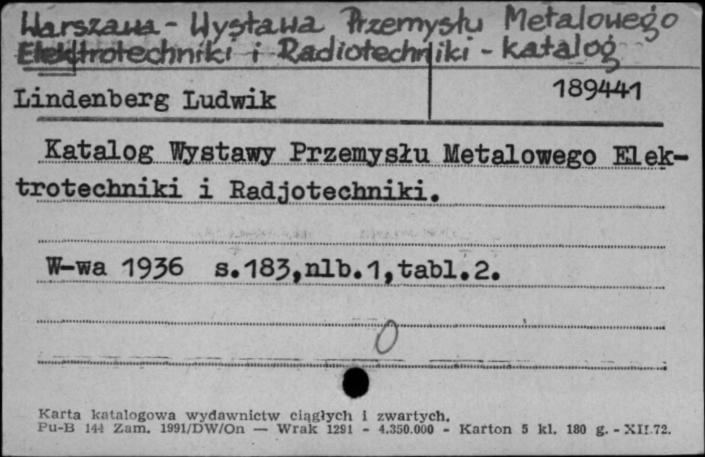 Warszawa - Wystawa Przemysłu Metalowego
Elektrotechniki i Radiotechniki - katalog
Lindenberg Ludwik
189441
Katalog Wystawy Przemysłu Metalowego Elek-
trotechniki i Radjotechniki.
W-wa 1936 s.183,nlb.1,tabl.2.
0
Karta katalogowa wydawnictw ciągłych i zwartych.
Pu-B 144 Zam. 1991/DW/On — Wrak 1291 - 4.350.000 - Karton 5 kl. 180 g. - XII.72.